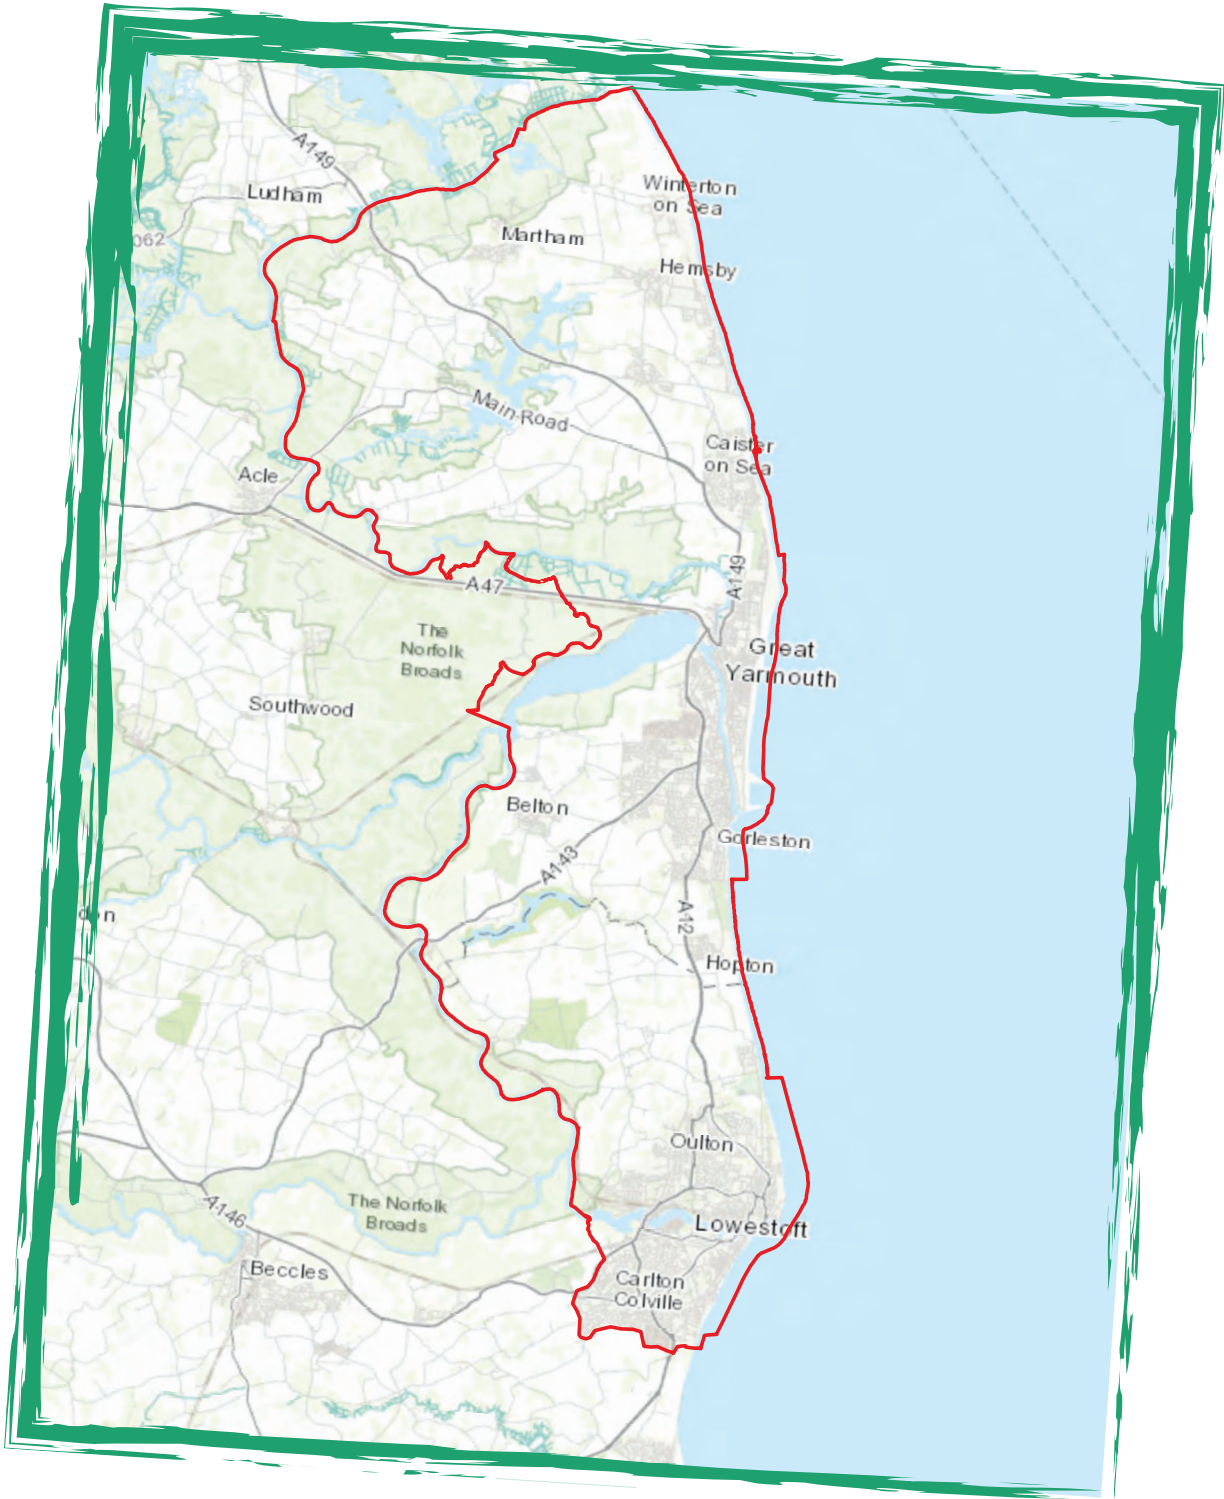 A149
Ludham
Winterton
on Sea
062
Martham
Hemsby
Main Road
Caister
on Sea
Acle
A149
A47
The
Norfolk
Broads
Great
Yarmouth
Southwood
Belton
Gorleston
A143
A12
Hopton
Oulton
The Norfolk
Broads
A146
Lowestoft
Beccles
Carlton
Colville